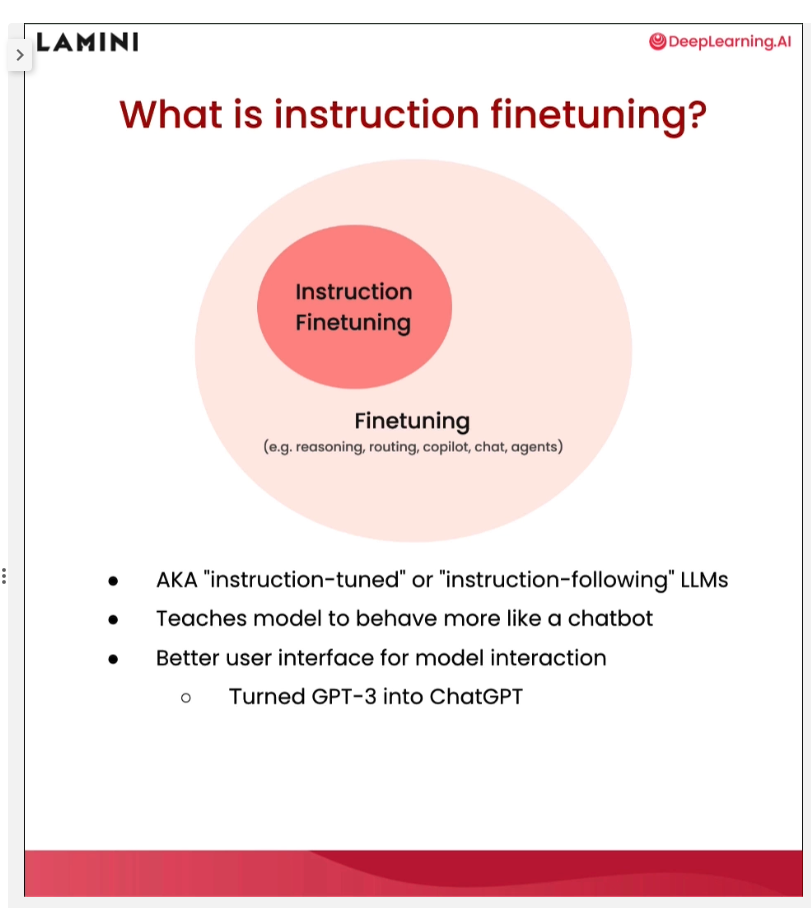 LAMINI
DeepLearning.AI
What is instruction finetuning?
Instruction
Finetuning
Finetuning
(e.g. reasoning, routing, copilot, chat, agents)
● AKA "instruction-tuned" or "instruction-following" LLMs
● Teaches model to behave more like a chatbot
● Better user interface for model interaction
○ Turned GPT-3 into ChatGPT